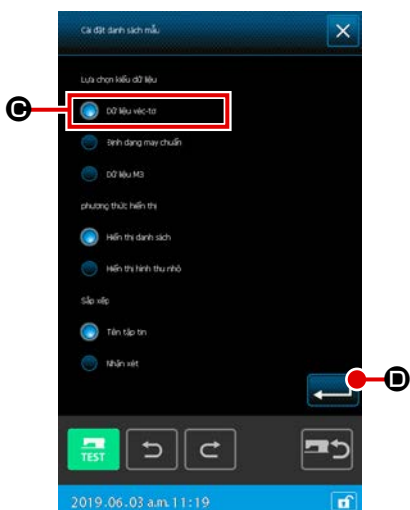 Cài đặt danh sách mẫu
Lựa chọn kiểu dữ liệu
C
Dữ liệu véc-tơ
Định dạng may chuẩn
Dữ liệu M3
phương thức hiển thị
Hiển thị danh sách
Hiển thị hình thu nhỏ
Sắp xếp
Tên tập tin
Nhận xét
D
TEST
2019.06.03 a.m. 11:19